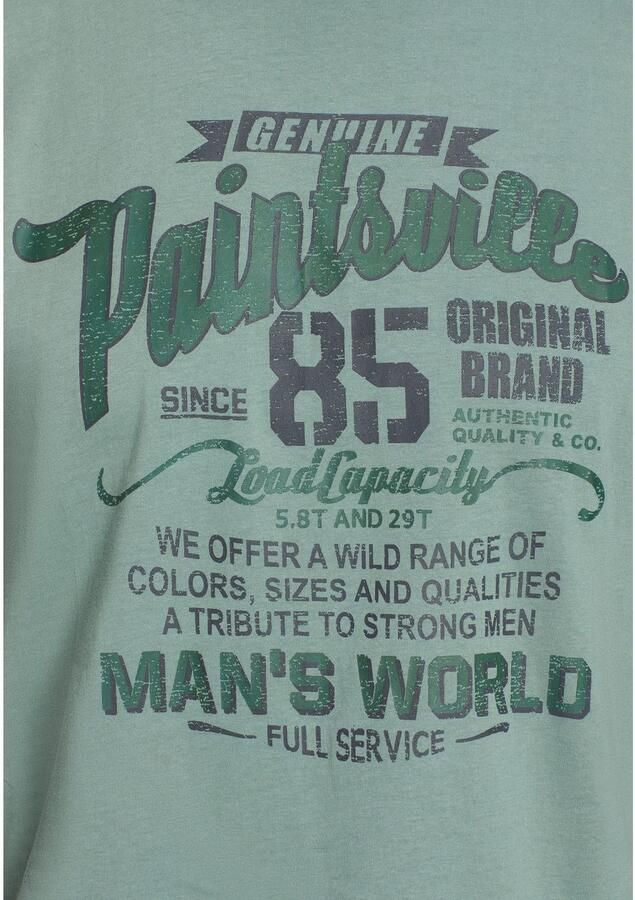 GENUINE
Paintsville
SINCE 85 ORIGINAL
BRAND
AUTHENTIC
QUALITY & CO.
Load Capacity
5,8T AND 29T
WE OFFER A WILD RANGE OF
COLORS, SIZES AND QUALITIES
A TRIBUTE TO STRONG MEN
MAN'S WORLD
FULL SERVICE